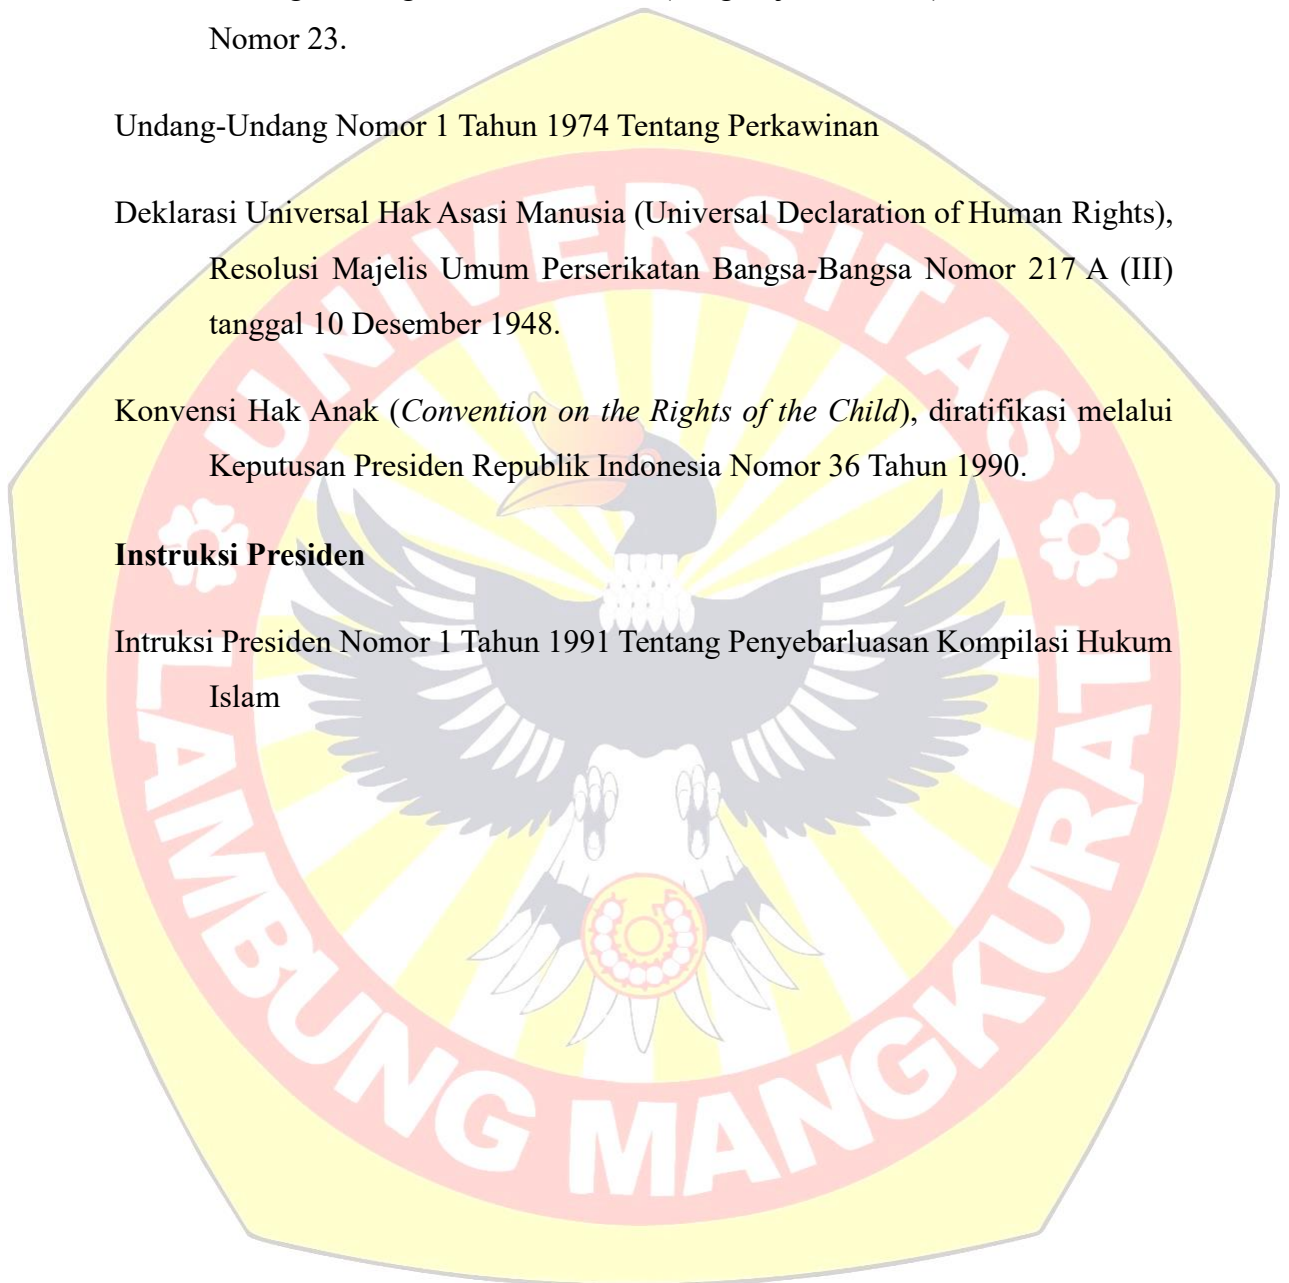 Nomor 23.
Undang-Undang Nomor 1 Tahun 1974 Tentang Perkawinan
Deklarasi Universal Hak Asasi Manusia (Universal Declaration of Human Rights),
Resolusi Majelis Umum Perserikatan Bangsa-Bangsa Nomor 217 A (III)
tanggal 10 Desember 1948.
Konvensi Hak Anak (Convention on the Rights of the Child), diratifikasi melalui
Keputusan Presiden Republik Indonesia Nomor 36 Tahun 1990.
Instruksi Presiden
Intruksi Presiden Nomor 1 Tahun 1991 Tentang Penyebarluasan Kompilasi Hukum
Islam
UNIVERSITAS
LAMBUNG MANGKURAT